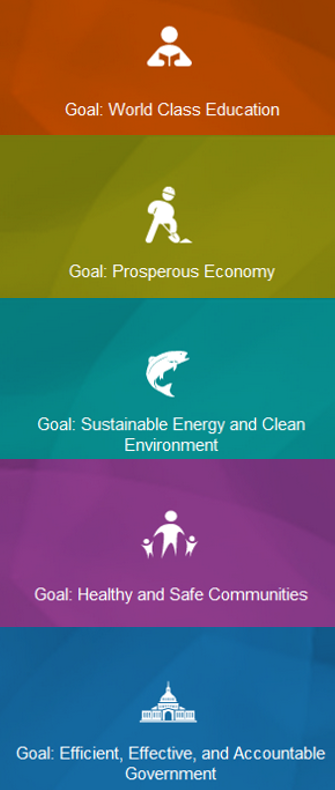 Goal: World Class Education
Goal: Prosperous Economy
Goal: Sustainable Energy and Clean
Environment
Goal: Healthy and Safe Communities
Goal: Efficient, Effective, and Accountable
Government